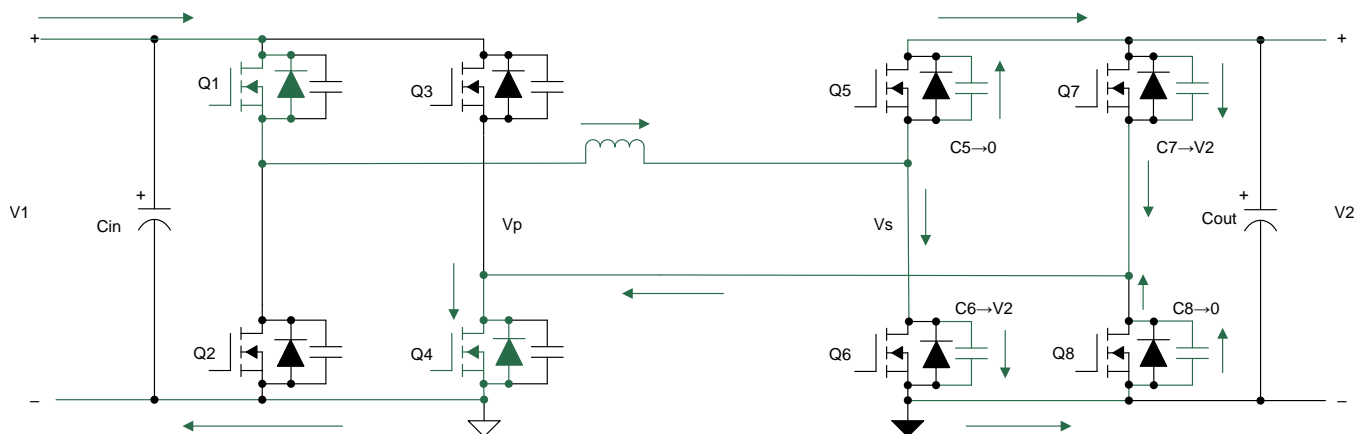 +
+
Q1
Q3
Q5
Q7
C5→0
C7→V2
+
+
V1
Cin
Vp
Vs
Cout
V2
C6→V2
C8→0
Q2
Q4
Q6
Q8
–
–